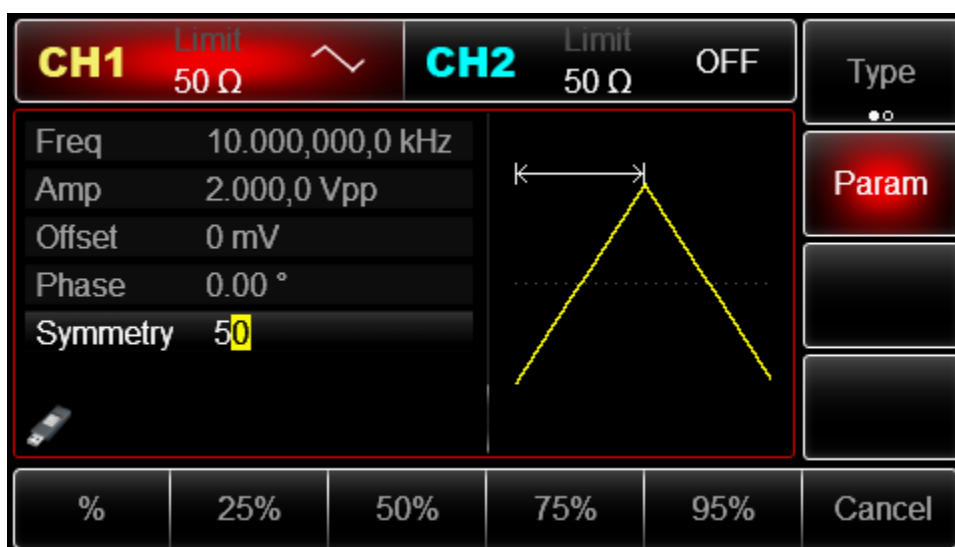 CH1 Limit 50 Ω
CH2 Limit 50 Ω OFF
Type
Freq 10.000,000,0 kHz
Amp 2.000,0 Vpp
Param
Offset 0 mV
Phase 0.00 °
Symmetry 50
% 25% 50% 75% 95% Cancel